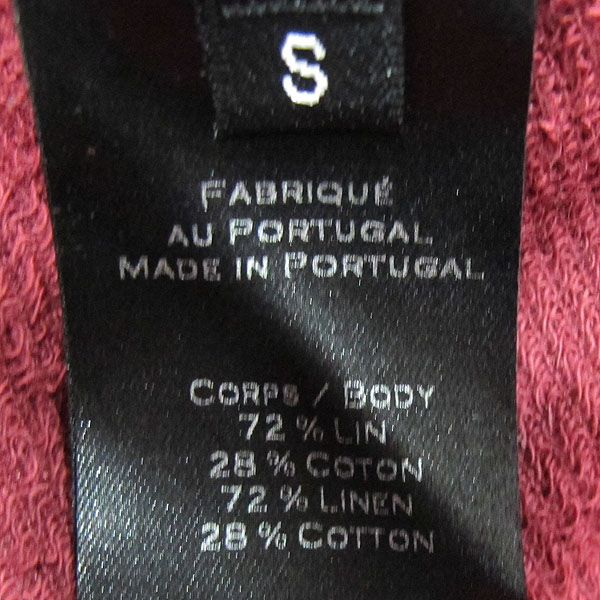 S
FABRIQUÉ
AU PORTUGAL
MADE IN PORTUGAL
CORPS / BODY
72 % LIN
28 % COTON
72 % LINEN
28 % COTTON